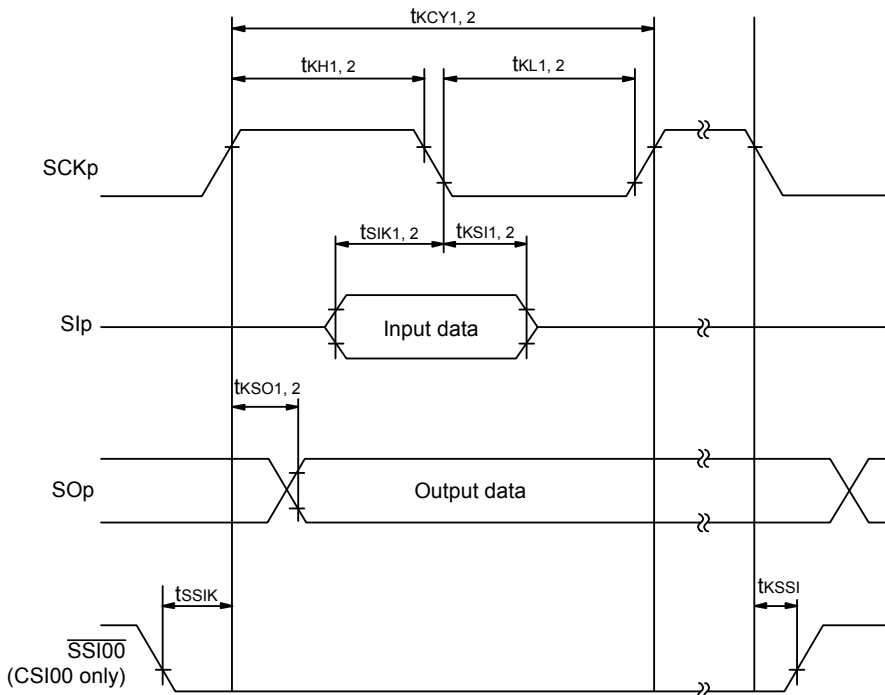 tKCY1, 2
tKH1, 2
tKL1, 2
SCKp
tSIK1, 2
tKSI1, 2
SIp
Input data
tKSO1, 2
SOp
Output data
tSSIK
tKSSI
SSI00
(CSI00 only)